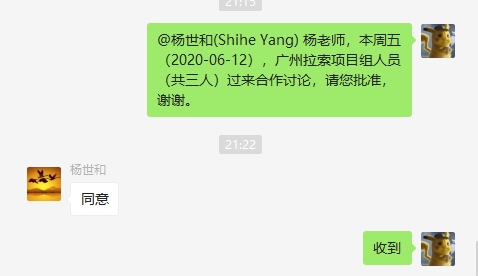 21:15
@杨世和(Shihe Yang) 杨老师，本周五
（2020-06-12），广州拉索项目组人员
（共三人）过来合作讨论，请您批准，
谢谢。
21:22
杨世和
同意
收到